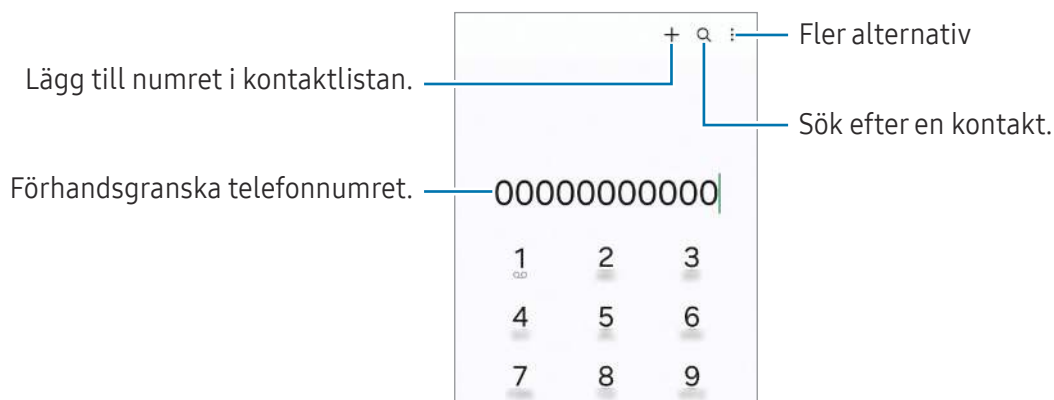 Fler alternativ
Lägg till numret i kontaktlistan.
Sök efter en kontakt.
Förhandsgranska telefonnumret.
00000000000
1 2 3
4 5 6
7 8 9